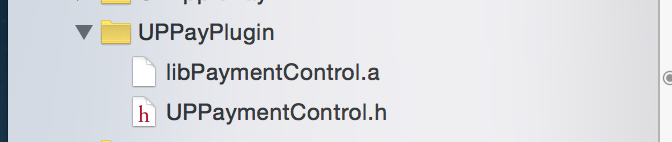 UPPayPlugin
libPaymentControl.a
h UPPaymentControl.h